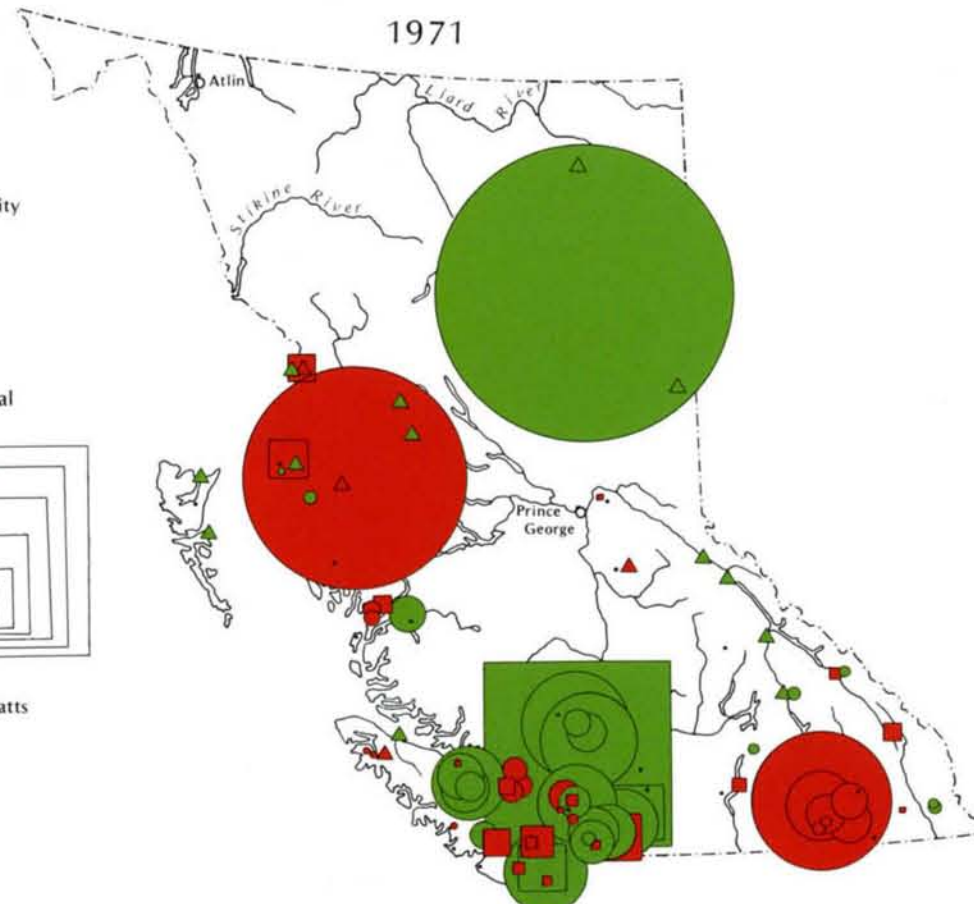 1971
Atlin
Liard River
ity
Stikine River
al
Prince
George
atts